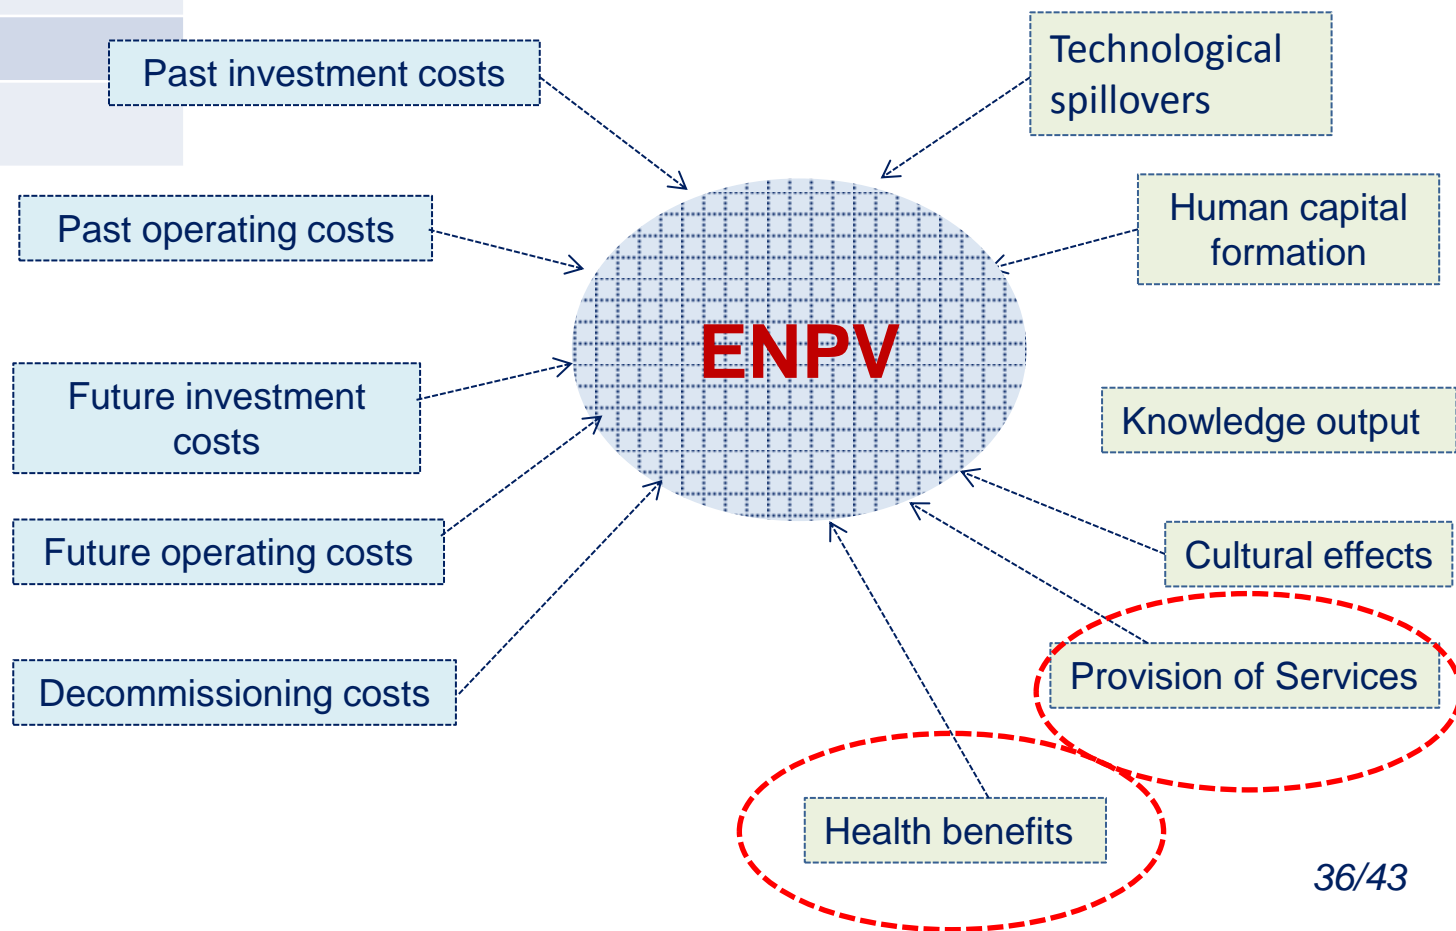 Past investment costs
Technological
spillovers
Past operating costs
Human capital
formation
ENPV
Future investment
costs
Knowledge output
Future operating costs
Cultural effects
Decommissioning costs
Provision of Services
Health benefits
36/43